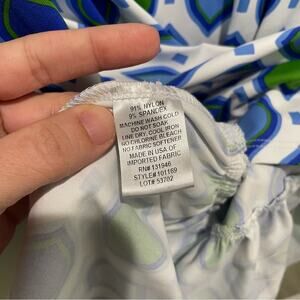 91% NYLON
9% SPANDEX
MACHINE WASH COLD
DO NOT SOAK
LINE DRY. COOL IRON
NO CHLORINE BLEACH
NO FABRIC SOFTENER
MADE IN USA OF
IMPORTED FABRIC
RN# 131946
STYLE# 101169
LOT# 53702